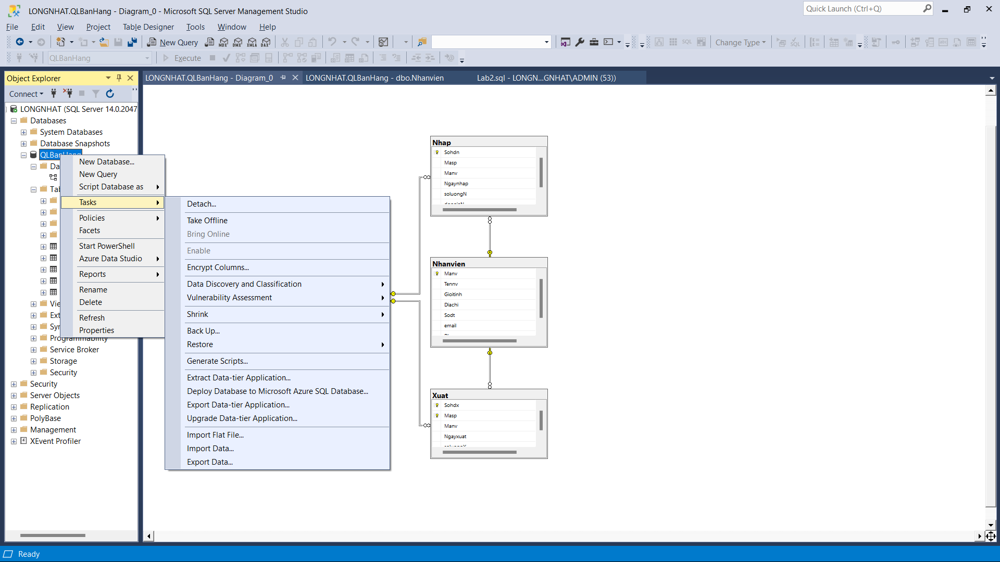 LONGNHAT.QLBanHang - Diagram_0 - Microsoft SQL Server Management Studio
Quick Launch (Ctrl+Q)
File Edit View Project Table Designer Tools Window Help
New Query MDX DMX XMLA DAX SQL Change Type
QLBanHang Execute
Object Explorer
LONGNHAT.QLBanHang - Diagram_0
LONGNHAT.QLBanHang - dbo.Nhanvien
Lab2.sql - LONGN...GNHAT\ADMIN (53))
Connect
LONGNHAT (SQL Server 14.0.2047
Databases
System Databases
Database Snapshots
QLBanHang
Da
Tab
Vie
Ext
Syn
Programmability
Service Broker
Storage
Security
Security
Server Objects
Replication
PolyBase
Management
XEvent Profiler
New Database...
New Query
Script Database as
Tasks
Policies
Facets
Start PowerShell
Azure Data Studio
Reports
Rename
Delete
Refresh
Properties
Detach...
Take Offline
Bring Online
Enable
Encrypt Columns...
Data Discovery and Classification
Vulnerability Assessment
Shrink
Back Up...
Restore
Generate Scripts...
Extract Data-tier Application...
Deploy Database to Microsoft Azure SQL Database...
Export Data-tier Application...
Upgrade Data-tier Application...
Import Flat File...
Import Data...
Export Data...
Nhap
Sohdn
Masp
Manv
Ngaynhap
soluongN
Nhanvien
Manv
Tennv
Gioitinh
Diachi
Sodt
email
Xuat
Sohdx
Masp
Manv
Ngayxuat
Ready